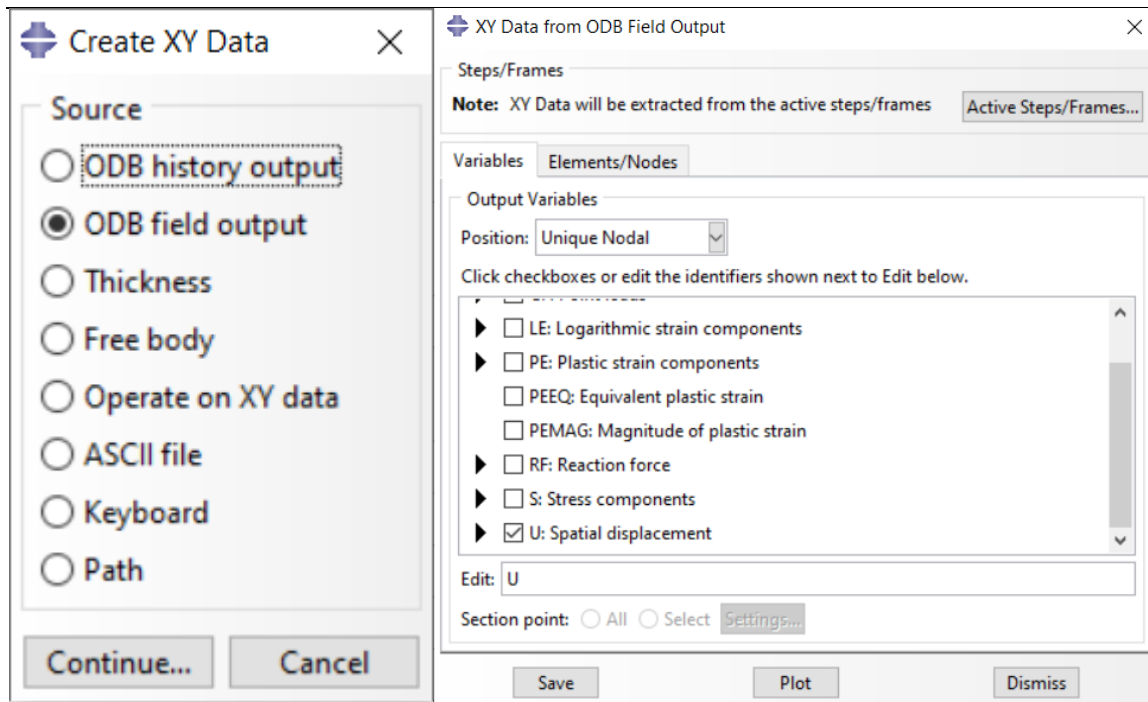 Create XY Data
Source
ODB history output
ODB field output
Thickness
Free body
Operate on XY data
ASCII file
Keyboard
Path
Continue...
Cancel
XY Data from ODB Field Output
Steps/Frames
Note: XY Data will be extracted from the active steps/frames
Active Steps/Frames...
Variables
Elements/Nodes
Output Variables
Position: Unique Nodal
Click checkboxes or edit the identifiers shown next to Edit below.
LE: Logarithmic strain components
PE: Plastic strain components
PEEQ: Equivalent plastic strain
PEMAG: Magnitude of plastic strain
RF: Reaction force
S: Stress components
U: Spatial displacement
Edit: U
Section point: All Select Settings...
Save
Plot
Dismiss